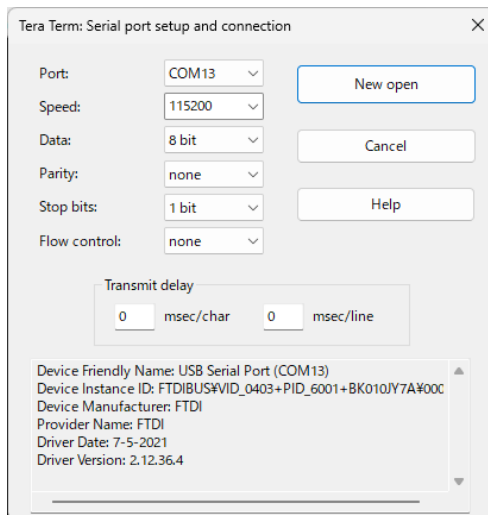 Tera Term: Serial port setup and connection
Port: COM13 New open
Speed: 115200
Data: 8 bit Cancel
Parity: none
Stop bits: 1 bit Help
Flow control: none
Transmit delay
0 msec/char 0 msec/line
Device Friendly Name: USB Serial Port (COM13)
Device Instance ID: FTDIBUS¥VID_0403+PID_6001+BK010JY7A¥000
Device Manufacturer: FTDI
Provider Name: FTDI
Driver Date: 7-5-2021
Driver Version: 2.12.36.4